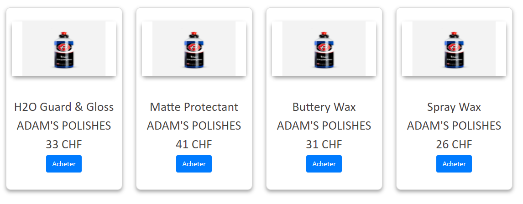 H2O Guard & Gloss
ADAM'S POLISHES
33 CHF
Acheter
Matte Protectant
ADAM'S POLISHES
41 CHF
Acheter
Buttery Wax
ADAM'S POLISHES
31 CHF
Acheter
Spray Wax
ADAM'S POLISHES
26 CHF
Acheter